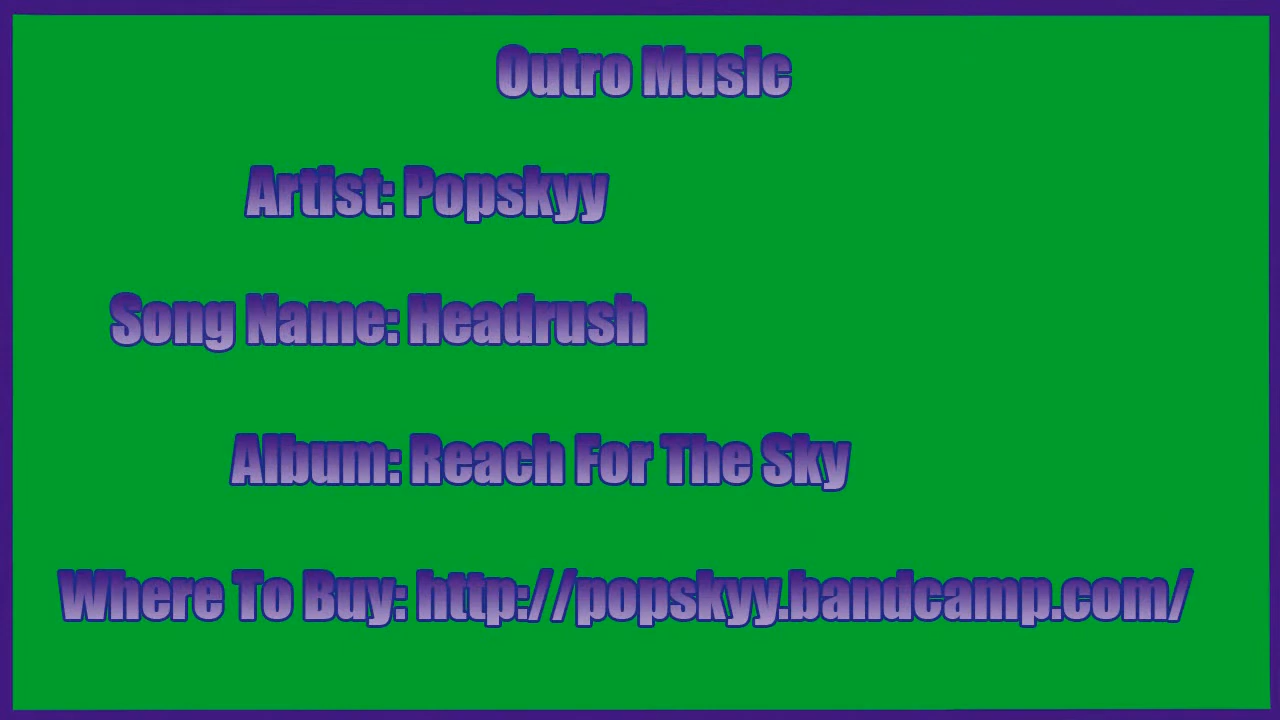 Outro Music
Artist: Popskyy
Song Name: Headrush
Album: Reach For The Sky
Where To Buy: http://popskyy.bandcamp.com/